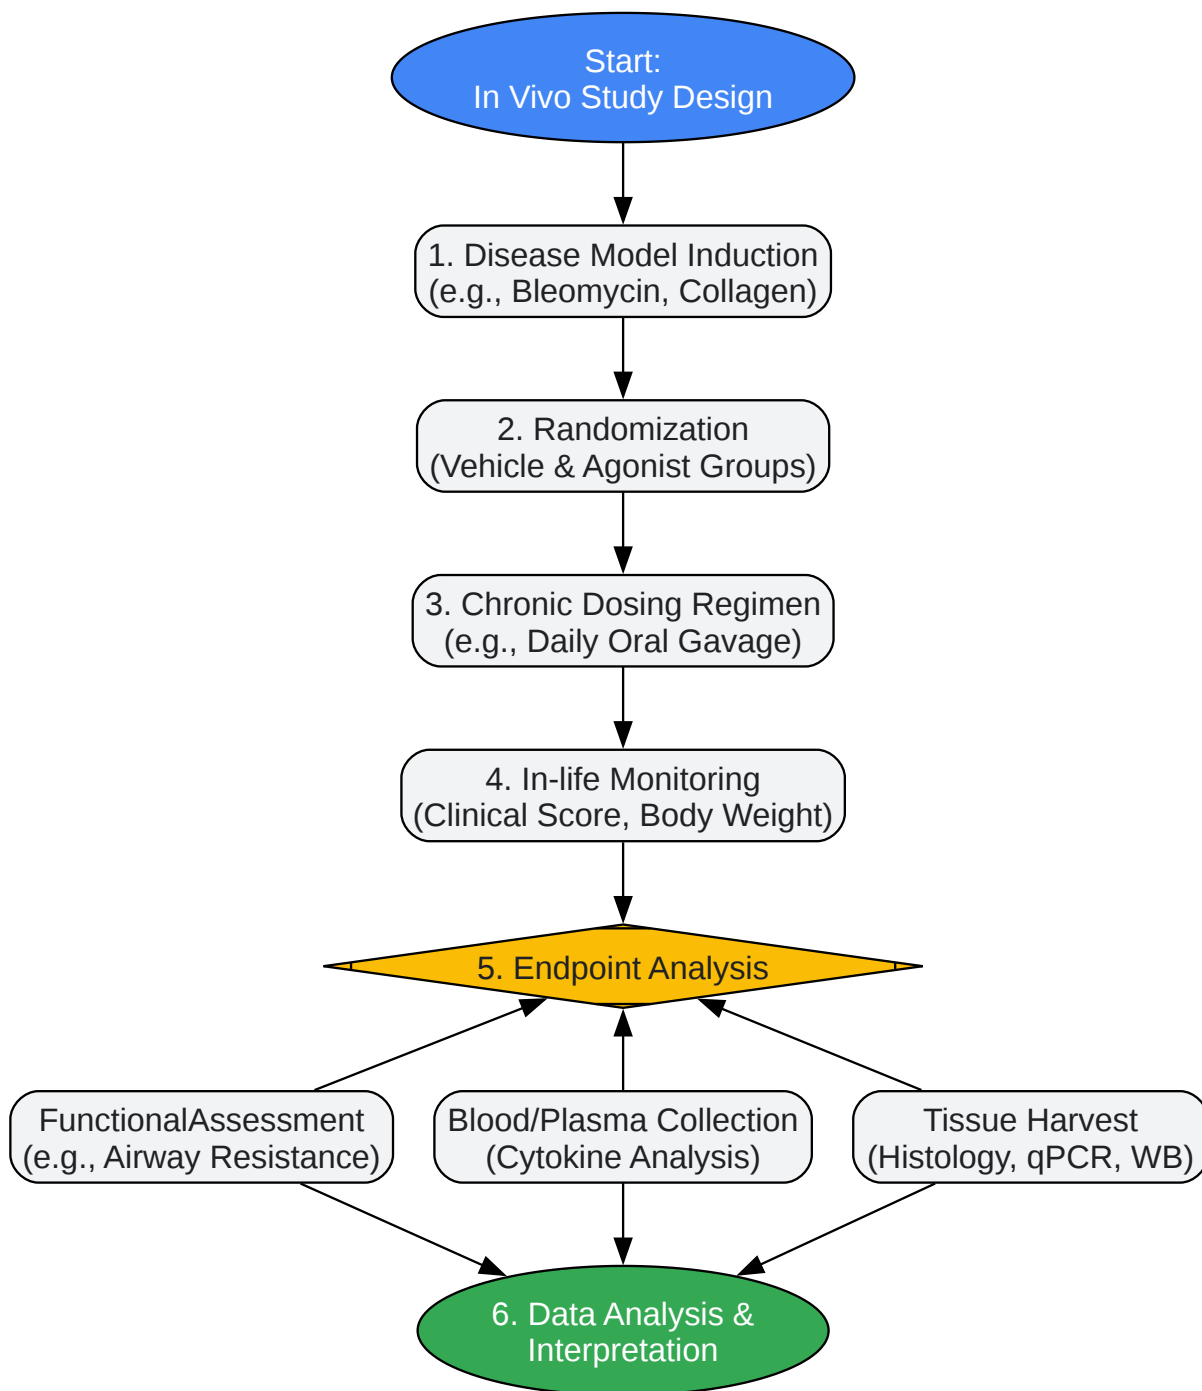 Start:
In Vivo Study Design
1. Disease Model Induction
(e.g., Bleomycin, Collagen)
2. Randomization
(Vehicle & Agonist Groups)
3. Chronic Dosing Regimen
(e.g., Daily Oral Gavage)
4. In-life Monitoring
(Clinical Score, Body Weight)
5. Endpoint Analysis
FunctionalAssessment
(e.g., Airway Resistance)
Blood/Plasma Collection
(Cytokine Analysis)
Tissue Harvest
(Histology, qPCR, WB)
6. Data Analysis &
Interpretation